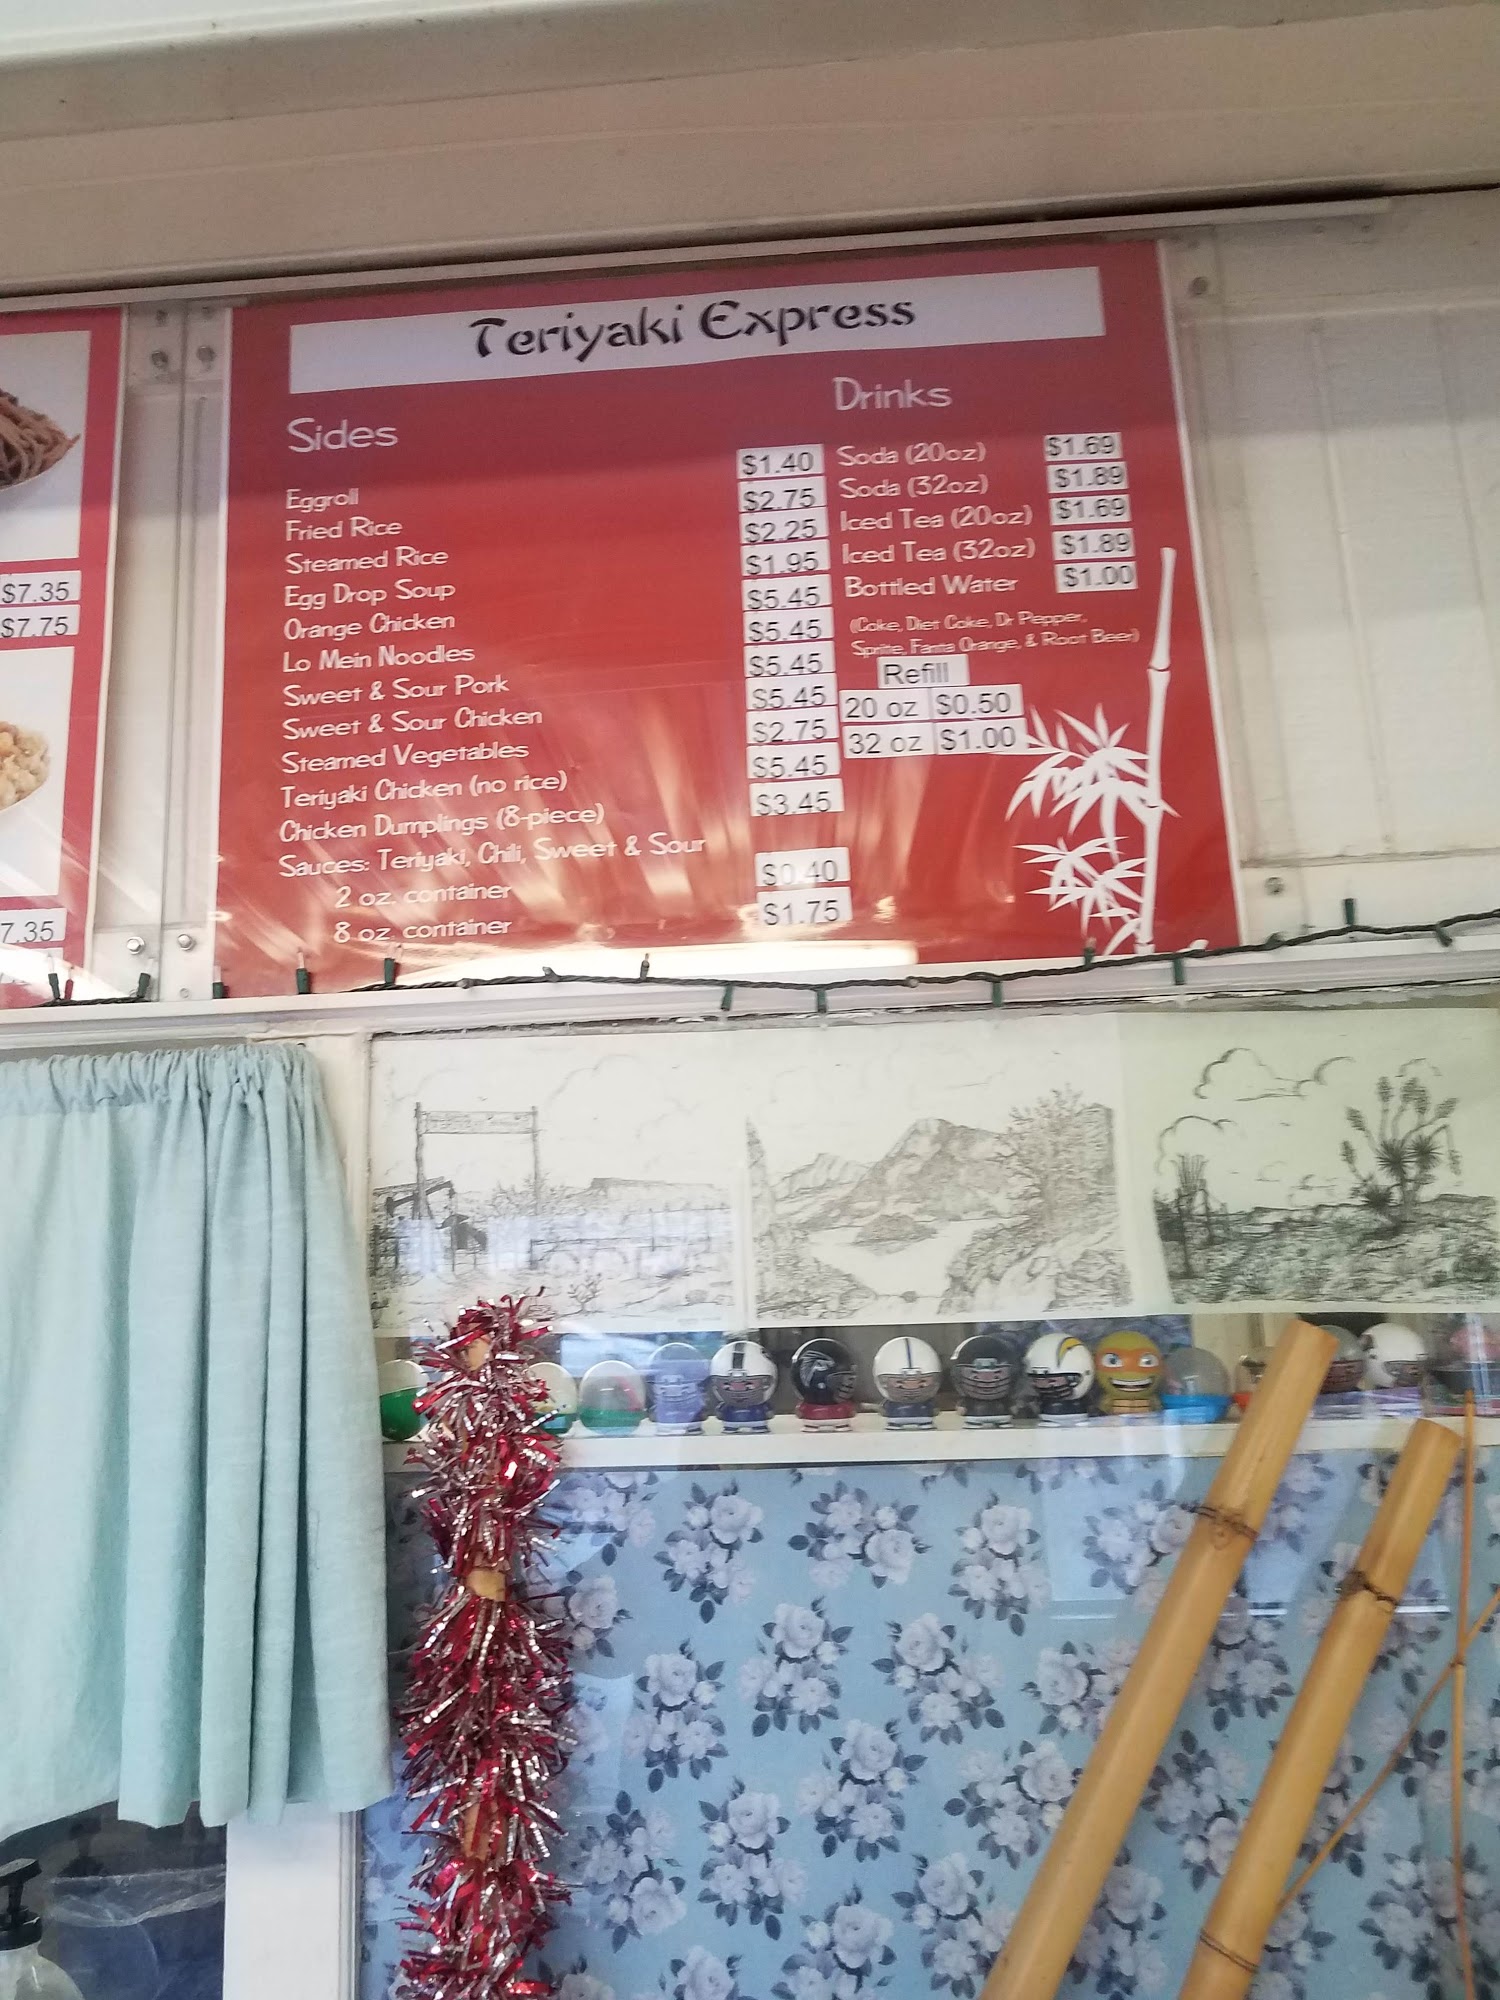 Teriyaki Express
Sides
Eggroll $1.40
Fried Rice $2.75
Steamed Rice $2.25
Egg Drop Soup $1.95
Orange Chicken $5.45
Lo Mein Noodles $5.45
Sweet & Sour Pork $5.45
Sweet & Sour Chicken $5.45
Steamed Vegetables $2.75
Teriyaki Chicken (no rice) $5.45
Chicken Dumplings (8-piece) $3.45
Sauces: Teriyaki, Chili, Sweet & Sour
2 oz. container $0.40
8 oz. container $1.75
Drinks
Soda (20oz) $1.69
Soda (32oz) $1.89
Iced Tea (20oz) $1.69
Iced Tea (32oz) $1.89
Bottled Water $1.00
(Coke, Diet Coke, Dr Pepper,
Sprite, Fanta Orange, & Root Beer)
Refill
20 oz $0.50
32 oz $1.00
$7.35
$7.75
7.35